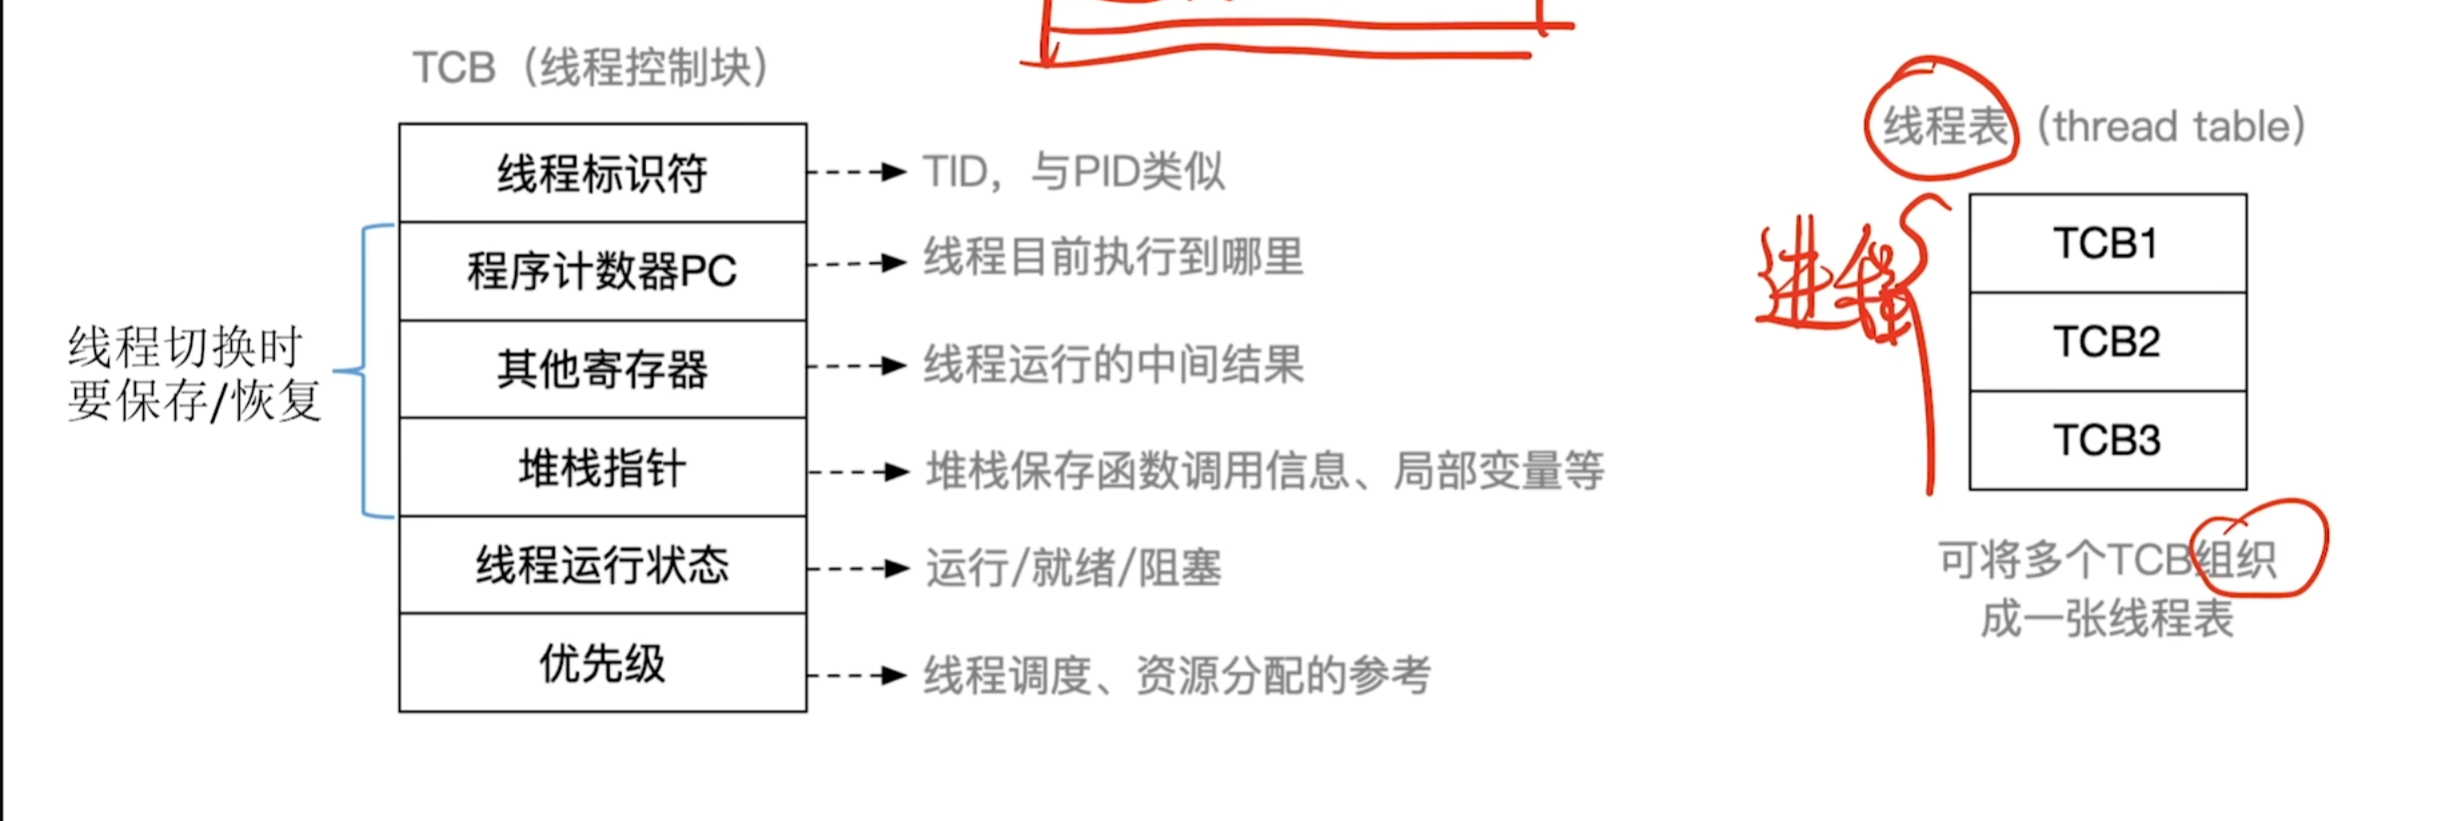 TCB（线程控制块）
线程标识符
TID，与PID类似
程序计数器PC
线程目前执行到哪里
其他寄存器
线程运行的中间结果
堆栈指针
堆栈保存函数调用信息、局部变量等
线程运行状态
运行/就绪/阻塞
优先级
线程调度、资源分配的参考
线程切换时
要保存/恢复
线程表（thread table）
进程
TCB1
TCB2
TCB3
可将多个TCB组织
成一张线程表